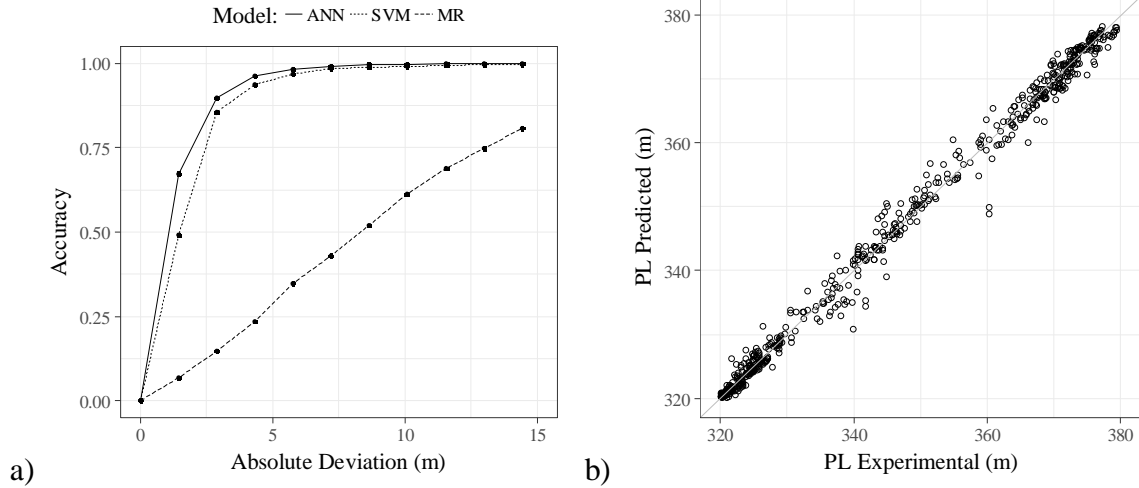 Model: ANN SVM MR
1.00
0.75
0.50
0.25
0.00
Accuracy
0 5 10 15
Absolute Deviation (m)
a)
380
360
340
320
PL Predicted (m)
320 340 360 380
PL Experimental (m)
b)